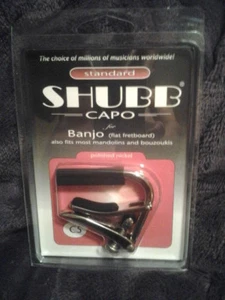 The choice of millions of musicians worldwide!
standard
SHUBB®
CAPO
for
Banjo (flat fretboard)
also fits most mandolins and bouzoukis
polished nickel
C5